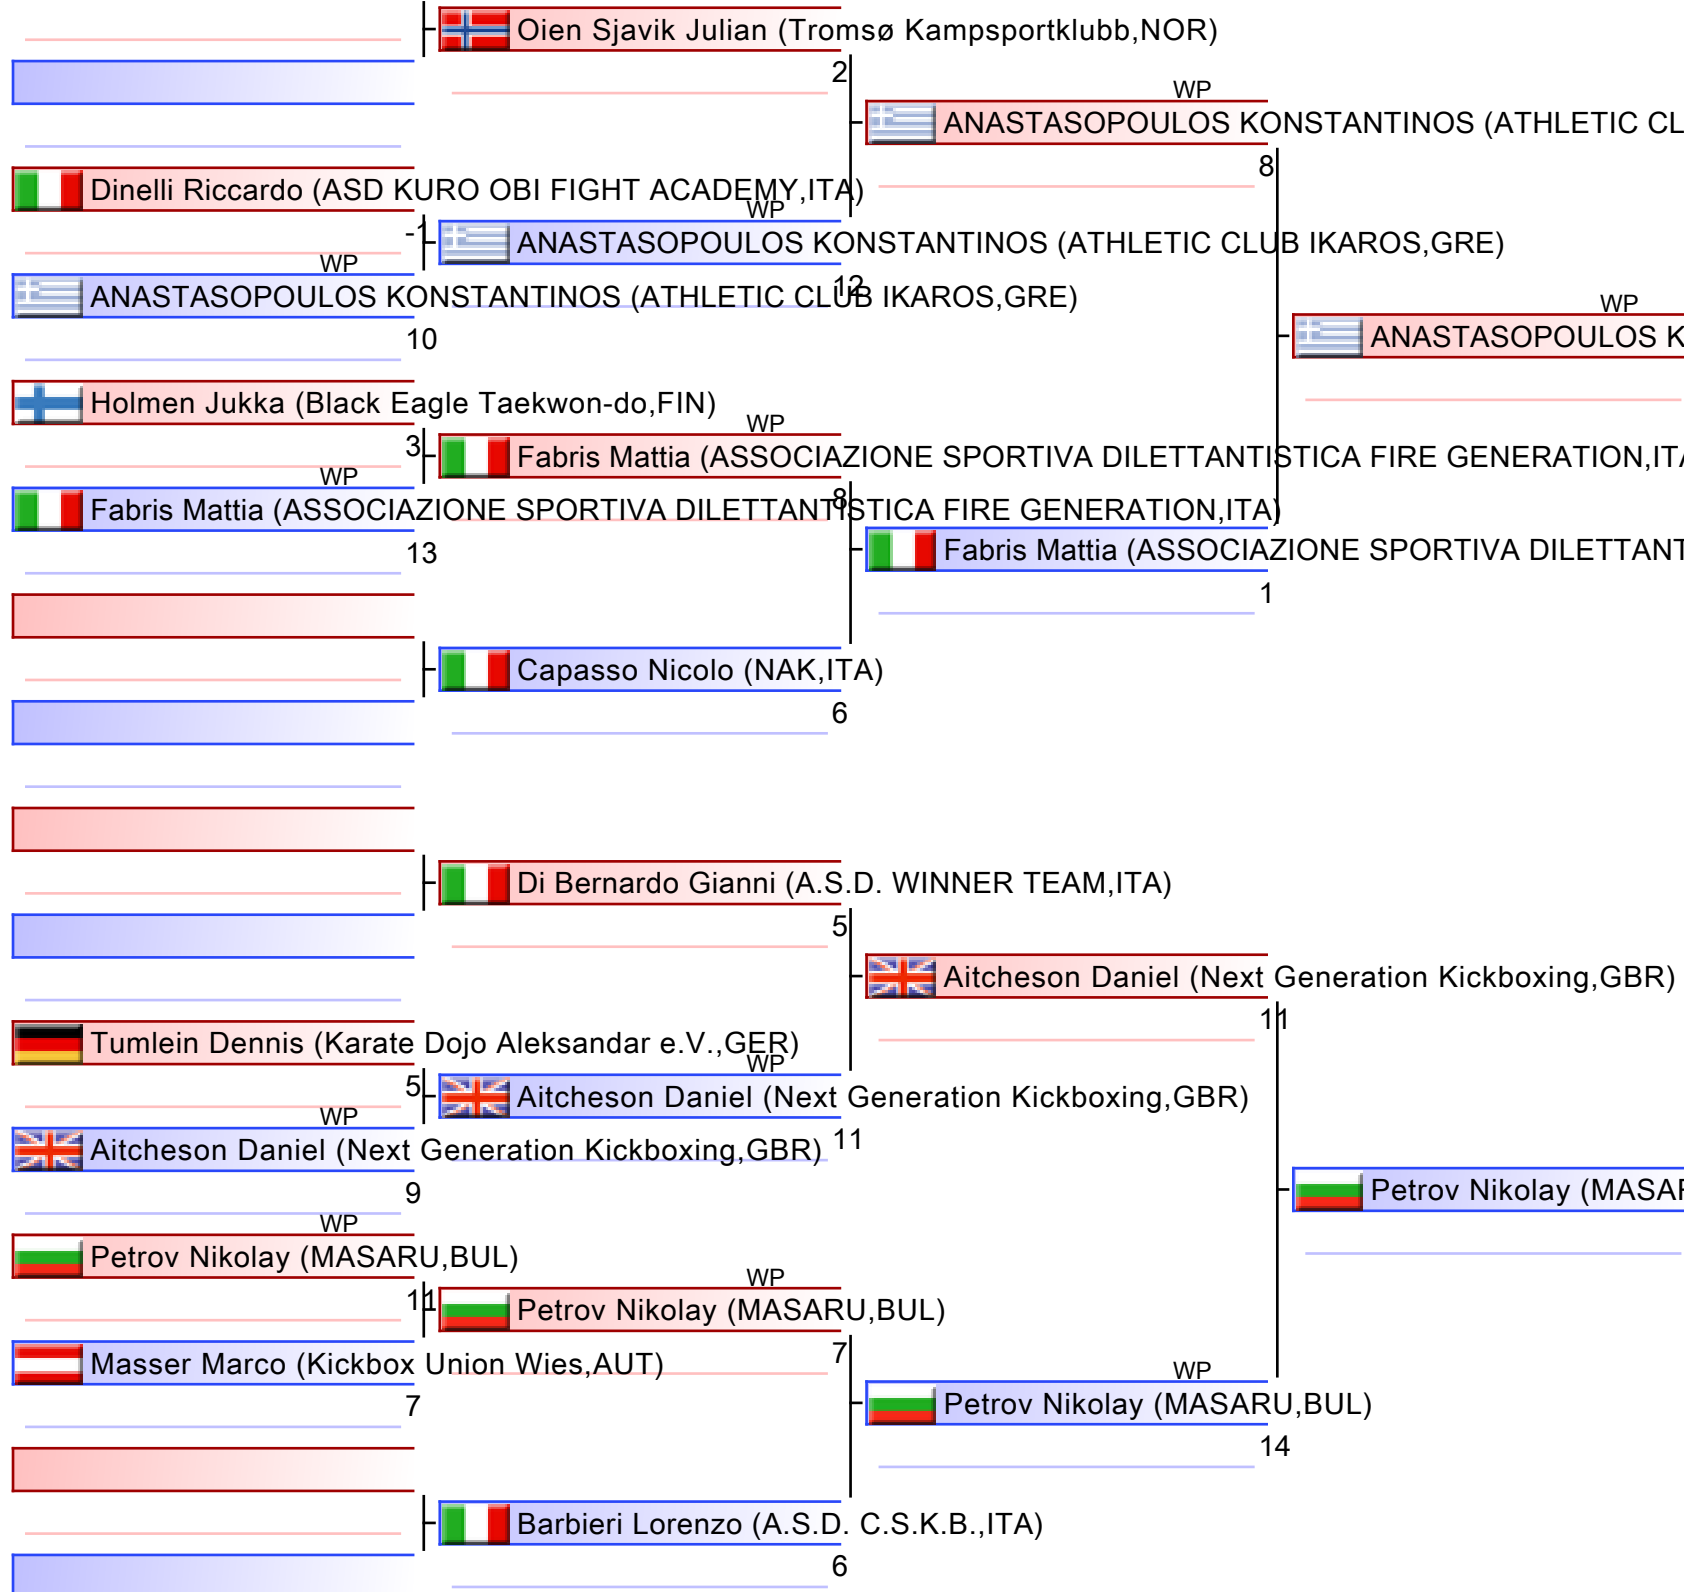 Oien Sjavik Julian (Tromsø Kampsportklubb,NOR)
2
WP
ANASTASOPOULOS KONSTANTINOS (ATHLETIC CL
8
Dinelli Riccardo (ASD KURO OBI FIGHT ACADEMY,ITA)
-1
WP
ANASTASOPOULOS KONSTANTINOS (ATHLETIC CLUB IKAROS,GRE)
12
WP
ANASTASOPOULOS KONSTANTINOS (ATHLETIC CLUB IKAROS,GRE)
10
WP
ANASTASOPOULOS K
Holmen Jukka (Black Eagle Taekwon-do,FIN)
3
WP
Fabris Mattia (ASSOCIAZIONE SPORTIVA DILETTANTISTICA FIRE GENERATION,ITA
8
WP
Fabris Mattia (ASSOCIAZIONE SPORTIVA DILETTANTISTICA FIRE GENERATION,ITA)
13
Fabris Mattia (ASSOCIAZIONE SPORTIVA DILETTANT
1
Capasso Nicolo (NAK,ITA)
6
Di Bernardo Gianni (A.S.D. WINNER TEAM,ITA)
5
Aitcheson Daniel (Next Generation Kickboxing,GBR)
11
Tumlein Dennis (Karate Dojo Aleksandar e.V.,GER)
5
WP
Aitcheson Daniel (Next Generation Kickboxing,GBR)
11
WP
Aitcheson Daniel (Next Generation Kickboxing,GBR)
9
Petrov Nikolay (MASAR
WP
Petrov Nikolay (MASARU,BUL)
11
WP
Petrov Nikolay (MASARU,BUL)
7
Masser Marco (Kickbox Union Wies,AUT)
7
WP
Petrov Nikolay (MASARU,BUL)
14
Barbieri Lorenzo (A.S.D. C.S.K.B.,ITA)
6